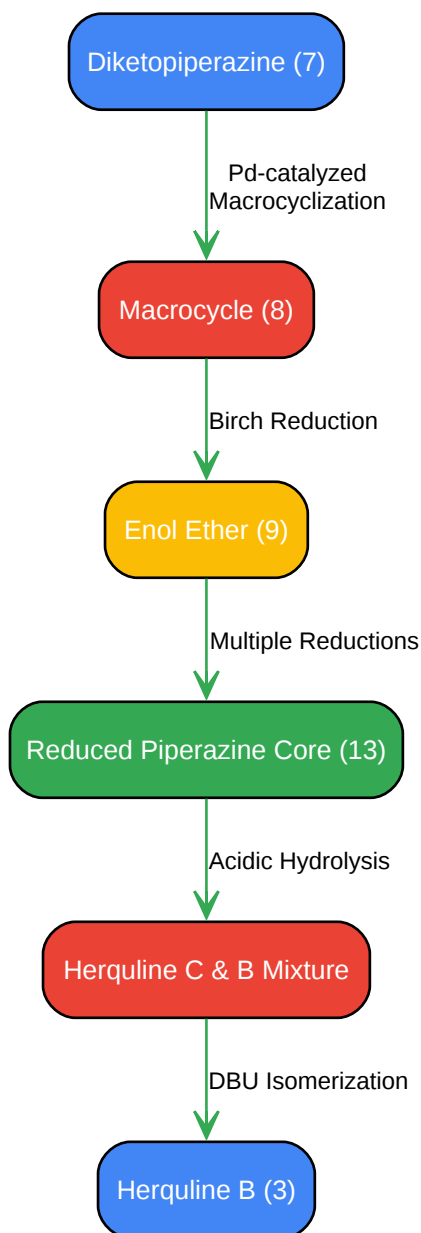 Diketopiperazine (7)
Pd-catalyzed
Macrocyclization
Macrocycle (8)
Birch Reduction
Enol Ether (9)
Multiple Reductions
Reduced Piperazine Core (13)
Acidic Hydrolysis
Herquline C & B Mixture
DBU Isomerization
Herquline B (3)